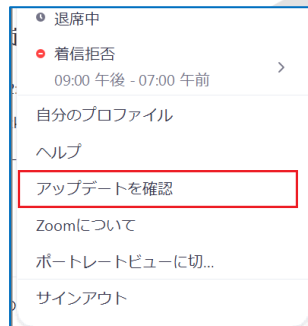 退席中
着信拒否
09:00 午後 - 07:00 午前
自分のプロファイル
ヘルプ
アップデートを確認
Zoomについて
ポートレートビューに切...
サインアウト